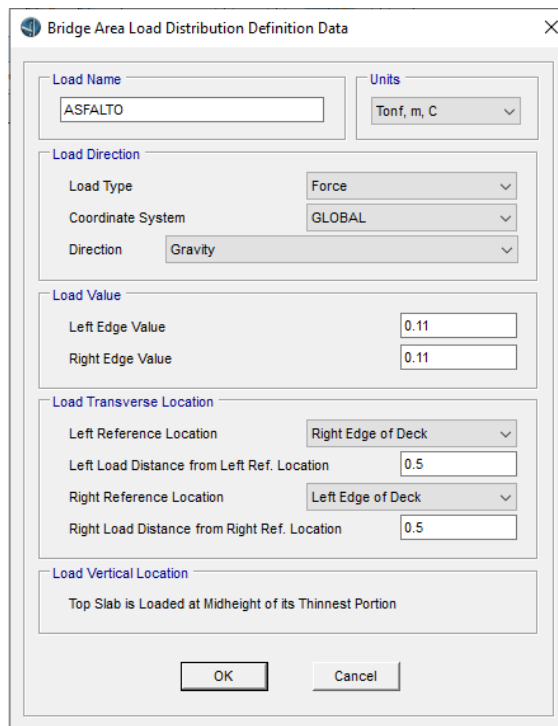 Bridge Area Load Distribution Definition Data
Load Name
Units
ASFALTO
Tonf, m, C
Load Direction
Load Type
Force
Coordinate System
GLOBAL
Direction
Gravity
Load Value
Left Edge Value
0.11
Right Edge Value
0.11
Load Transverse Location
Left Reference Location
Right Edge of Deck
Left Load Distance from Left Ref. Location
0.5
Right Reference Location
Left Edge of Deck
Right Load Distance from Right Ref. Location
0.5
Load Vertical Location
Top Slab is Loaded at Midheight of its Thinnest Portion
OK
Cancel